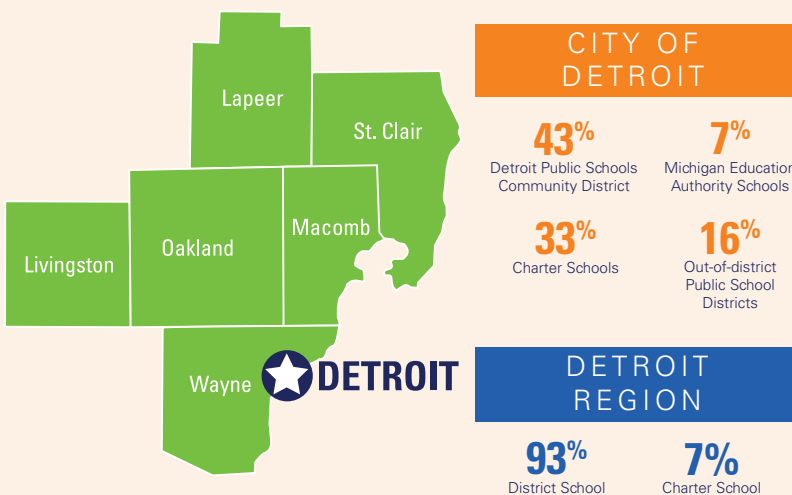 Lapeer
St. Clair
Macomb
Oakland
Livingston
Wayne
DETROIT
CITY OF
DETROIT
43%
Detroit Public Schools
Community District
7%
Michigan Education
Authority Schools
33%
Charter Schools
16%
Out-of-district
Public School
Districts
DETROIT
REGION
93%
District School
7%
Charter School